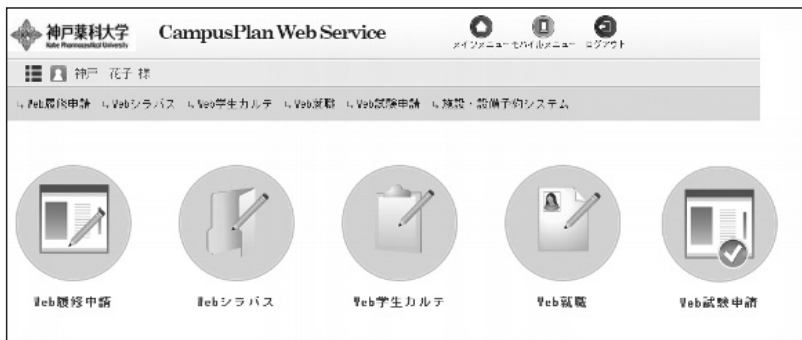 神戸薬科大学 CampusPlan Web Service
Kobe Pharmaceutical University
メインメニュー モバイルメニュー ログアウト
神戸 花子 様
Web履修申請 Webシラバス Web学生カルテ Web就職 Web試験申請 施設・設備予約システム
Web履修申請 Webシラバス Web学生カルテ Web就職 Web試験申請